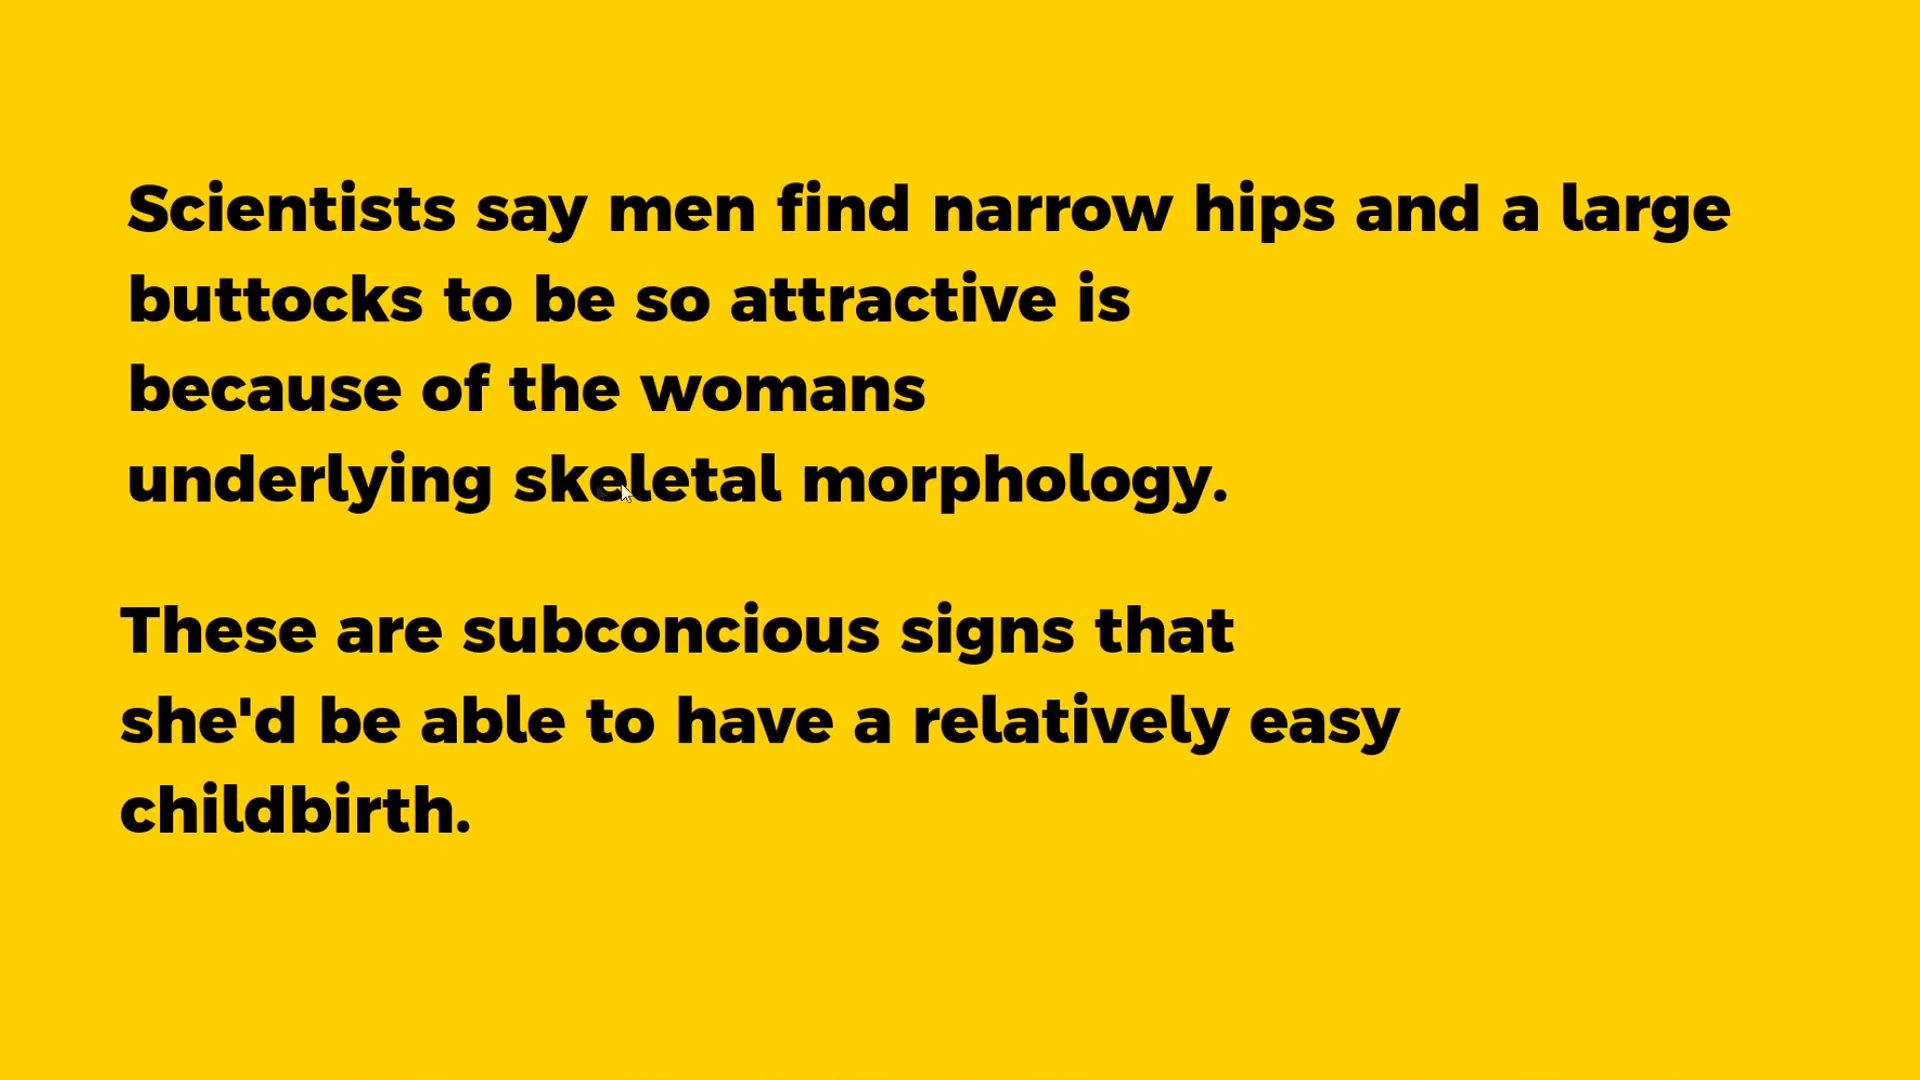 Scientists say men find narrow hips and a large
buttocks to be so attractive is
because of the womans
underlying skeletal morphology.
These are subconcious signs that
she'd be able to have a relatively easy
childbirth.